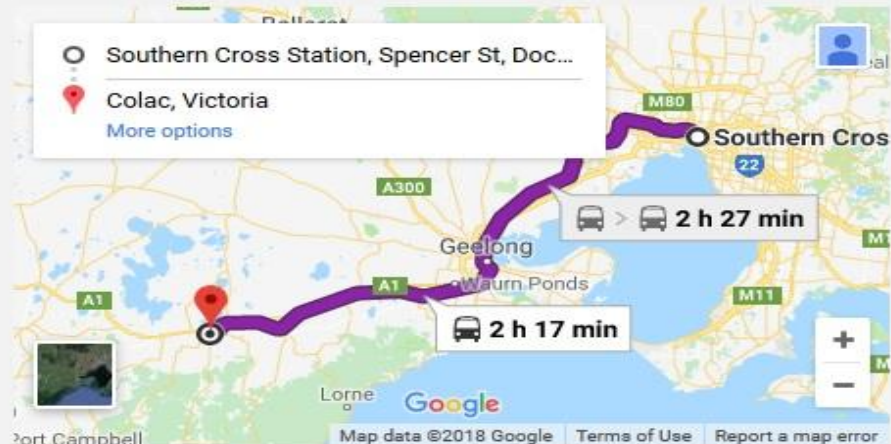 Southern Cross Station, Spencer St, Doc...
Colac, Victoria
More options
M80
Southern Cros
22
A300
2 h 27 min
Geelong
M1
A1
A1
Waurn Ponds
M11
2 h 17 min
+
−
Lorne
Google
Port Campbell
Map data ©2018 Google
Terms of Use
Report a map error